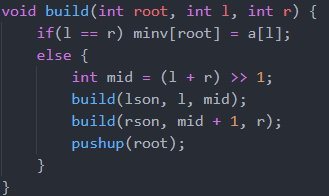 void build(int root, int l, int r) {
    if(l == r) minv[root] = a[l];
    else {
        int mid = (l + r) >> 1;
        build(lson, l, mid);
        build(rson, mid + 1, r);
        pushup(root);
    }
}